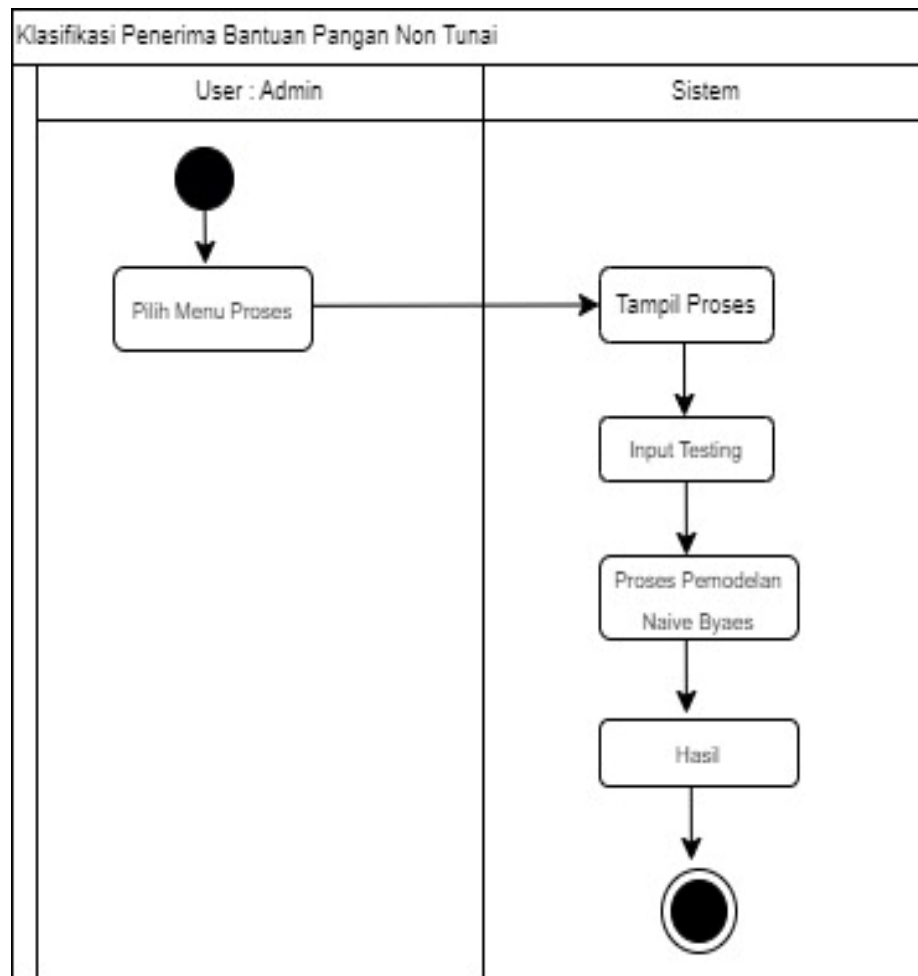 Klasifikasi Penerima Bantuan Pangan Non Tunai
User : Admin
Sistem
Pilih Menu Proses
Tampil Proses
Input Testing
Proses Pemodelan
Naive Byaes
Hasil